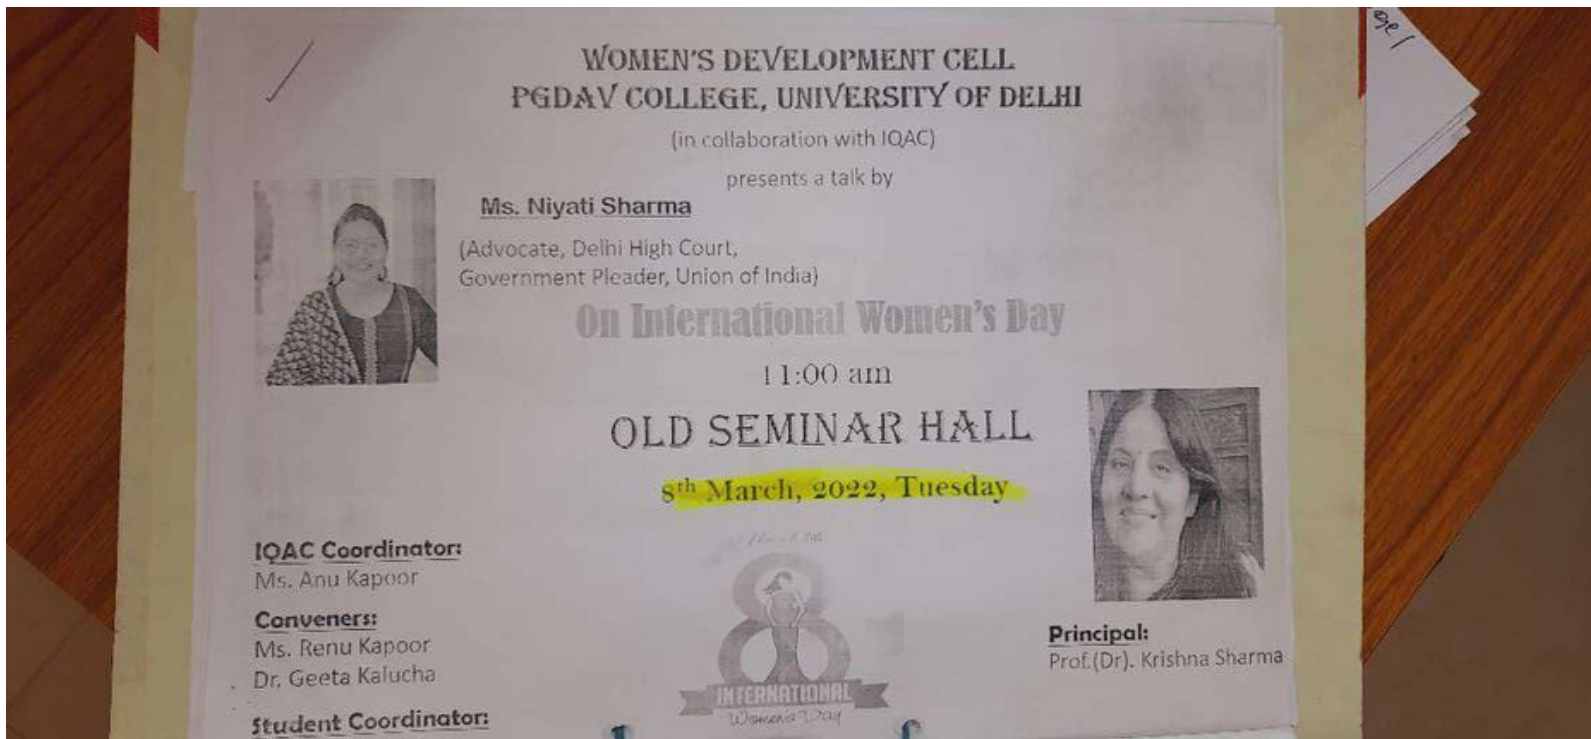 WOMEN'S DEVELOPMENT CELL
PGDAV COLLEGE, UNIVERSITY OF DELHI
(in collaboration with IQAC)
presents a talk by
Ms. Niyati Sharma
(Advocate, Delhi High Court,
Government Pleader, Union of India)
On International Women's Day
11:00 am
OLD SEMINAR HALL
8th March, 2022, Tuesday
IQAC Coordinator:
Ms. Anu Kapoor
Conveners:
Ms. Renu Kapoor
Dr. Geeta Kalucha
Student Coordinator:
8
INTERNATIONAL
Women's Day
Principal:
Prof.(Dr). Krishna Sharma